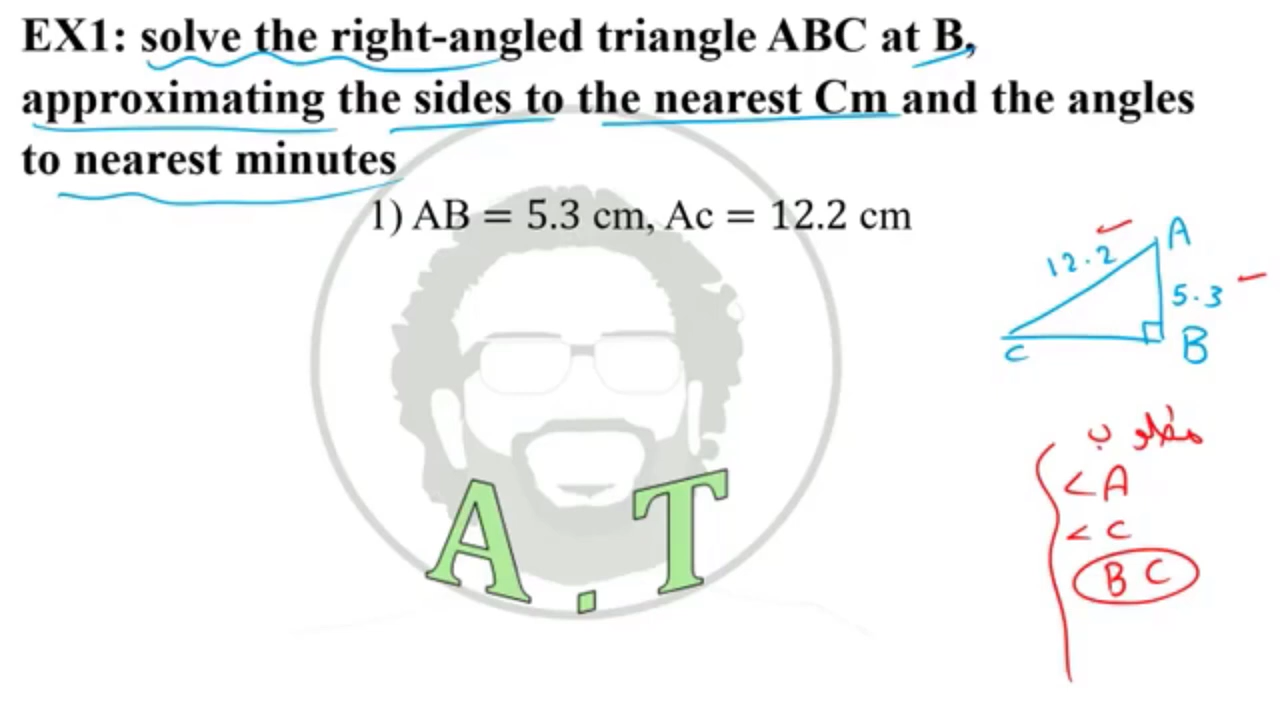 EX1: solve the right-angled triangle ABC at B,
approximating the sides to the nearest Cm and the angles
to nearest minutes
1) AB = 5.3 cm, Ac = 12.2 cm
A
12.2
5.3
B
C
مطلوب
<A
<C
BC
A.T